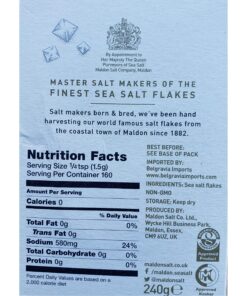 By Appointment to
Her Majesty The Queen
Purveyors of Sea Salt
Maldon Salt Company, Maldon
MASTER SALT MAKERS OF THE
FINEST SEA SALT FLAKES
Salt makers born & bred, we've been hand
harvesting our world famous salt flakes from
the coastal town of Maldon since 1882.
Nutrition Facts
Serving Size ¼tsp (1.5g)
Serving Per Container 160
Amount Per Serving
Calories 0
% Daily Value
Total Fat 0g 0%
Trans Fat 0g
Sodium 580mg 24%
Total Carbohydrate 0g 0%
Protein 0g 0%
Percent Daily Values are based on a
2,000 calorie diet
BEST BEFORE:
SEE BASE OF PACK
IMPORTED BY:
Belgravia Imports
www.belgraviaimports.com
INGREDIENTS:
Sea salt flakes
STORAGE: Keep dry
PRODUCED BY:
Maldon Salt Co. Ltd.,
Wycke Hill Business Park,
Maldon, Essex,
CM9 6UZ, UK
maldonsalt.co.uk
/maldon.seasalt
@maldonsalt
240g e